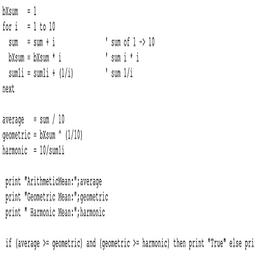 bXsum = 1
for i = 1 to 10
sum = sum + i ' sum of 1 -> 10
bXsum = bXsum * i ' sum i * i
sum1i = sum1i + (1/i) ' sum 1/i
next
average = sum / 10
geometric = bXsum ^ (1/10)
harmonic = 10/sum1i
print "ArithmeticMean:";average
print "Geometric Mean:";geometric
print " Harmonic Mean:";harmonic
if (average >= geometric) and (geometric >= harmonic) then print "True" else pri